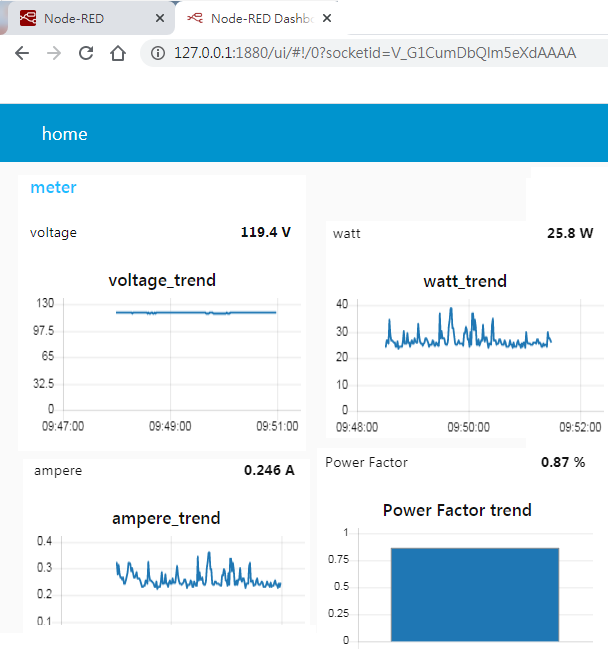 Node-RED
Node-RED Dashbo
127.0.0.1:1880/ui/#!/0?socketid=V_G1CumDbQIm5eXdAAAA
home
meter
voltage 119.4 V
voltage_trend
130
97.5
65
32.5
0
09:47:00 09:49:00 09:51:00
watt 25.8 W
watt_trend
40
30
20
10
0
09:48:00 09:50:00 09:52:00
ampere 0.246 A
ampere_trend
0.4
0.3
0.2
0.1
Power Factor 0.87 %
Power Factor trend
1
0.75
0.5
0.25
0